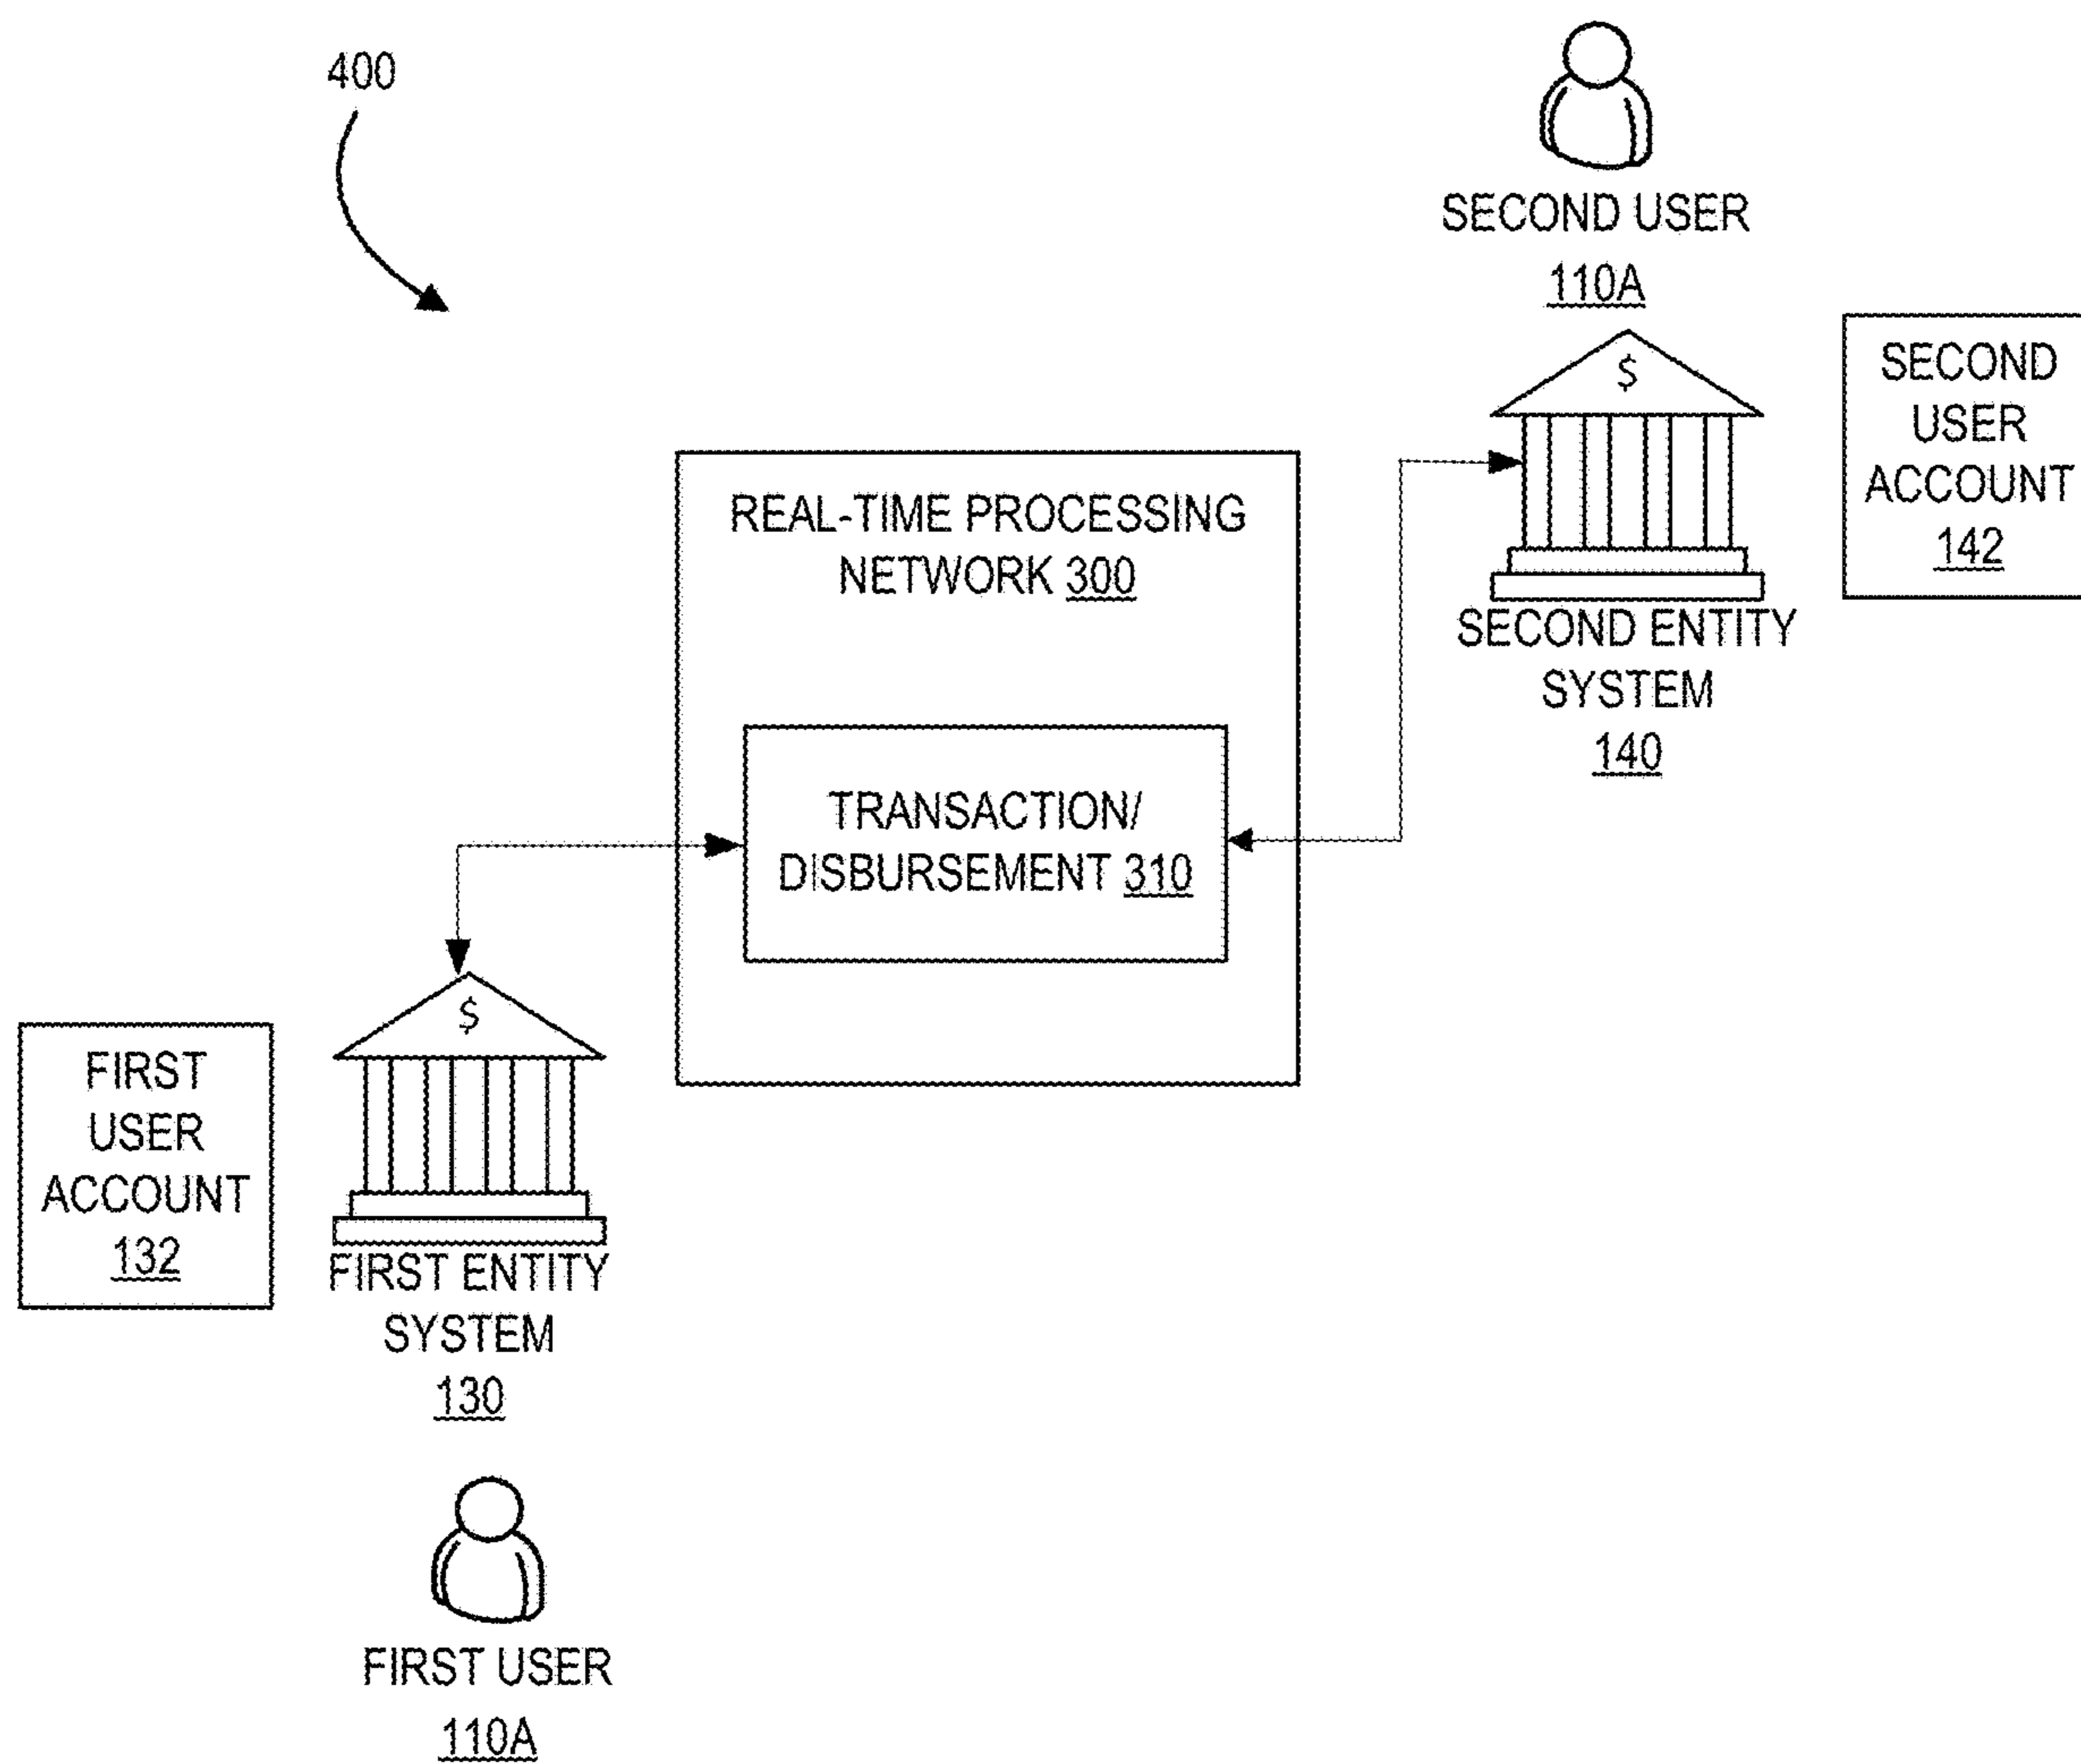 400
SECOND USER
110A
$
SECOND
USER
ACCOUNT
142
SECOND ENTITY
SYSTEM
140
REAL-TIME PROCESSING
NETWORK 300
TRANSACTION/
DISBURSEMENT 310
$
FIRST
USER
ACCOUNT
132
FIRST ENTITY
SYSTEM
130
FIRST USER
110A